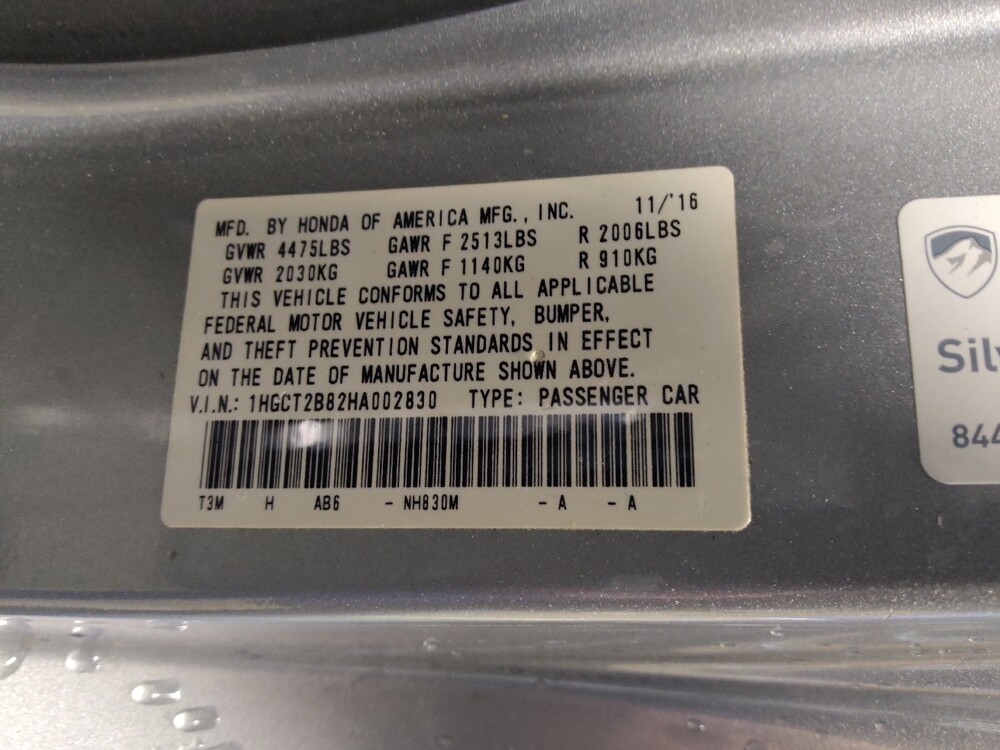 MFD. BY HONDA OF AMERICA MFG., INC. 11/'16
GVWR 4475LBS GAWR F 2513LBS R 2006LBS
GVWR 2030KG GAWR F 1140KG R 910KG
THIS VEHICLE CONFORMS TO ALL APPLICABLE
FEDERAL MOTOR VEHICLE SAFETY, BUMPER,
AND THEFT PREVENTION STANDARDS IN EFFECT
ON THE DATE OF MANUFACTURE SHOWN ABOVE.
V.I.N.: 1HGCT2B82HA002830 TYPE: PASSENGER CAR
T3M H AB6 - NH830M - A - A
844